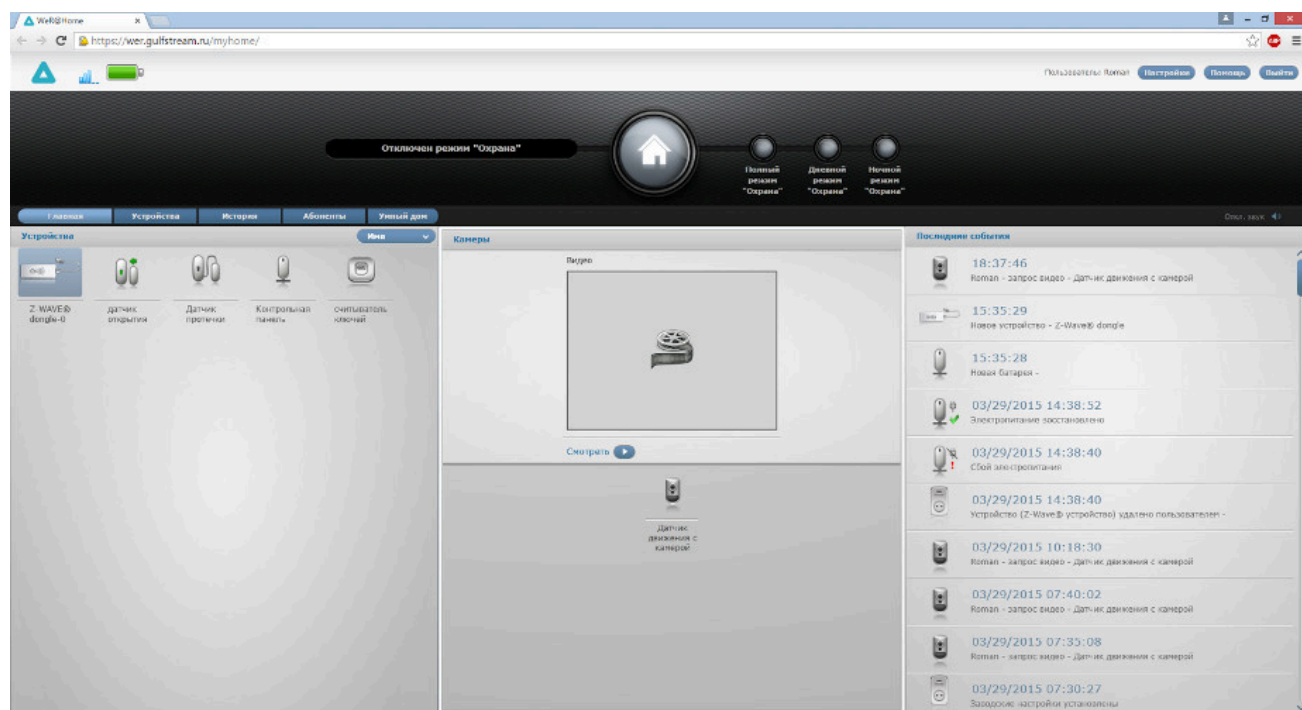 WeR@Home
https://wer.gulfstream.ru/myhome/
Пользователь: Roman
Настройки
Помощь
Выйти
Отключен режим "Охрана"
Полный
режим
"Охрана"
Дневной
режим
"Охрана"
Ночной
режим
"Охрана"
Главная
Устройства
История
Абоненты
Умный дом
Откл. звук
Устройства
Имя
Z-WAVE®
dongle-0
датчик
открытия
Датчик
протечки
Контрольная
панель
считыватель
ключей
Камеры
Видео
Смотреть
Датчик
движения с
камерой
Последние события
18:37:46
Roman - запрос видео - Датчик движения с камерой
15:35:29
Новое устройство - Z-Wave® dongle
15:35:28
Новая батарея -
03/29/2015 14:38:52
Электропитание восстановлено
03/29/2015 14:38:40
Сбой электропитания
03/29/2015 14:38:40
Устройство (Z-Wave® устройство) удалено пользователем -
03/29/2015 10:18:30
Roman - запрос видео - Датчик движения с камерой
03/29/2015 07:40:02
Roman - запрос видео - Датчик движения с камерой
03/29/2015 07:35:08
Roman - запрос видео - Датчик движения с камерой
03/29/2015 07:30:27
Заводские настройки установлены